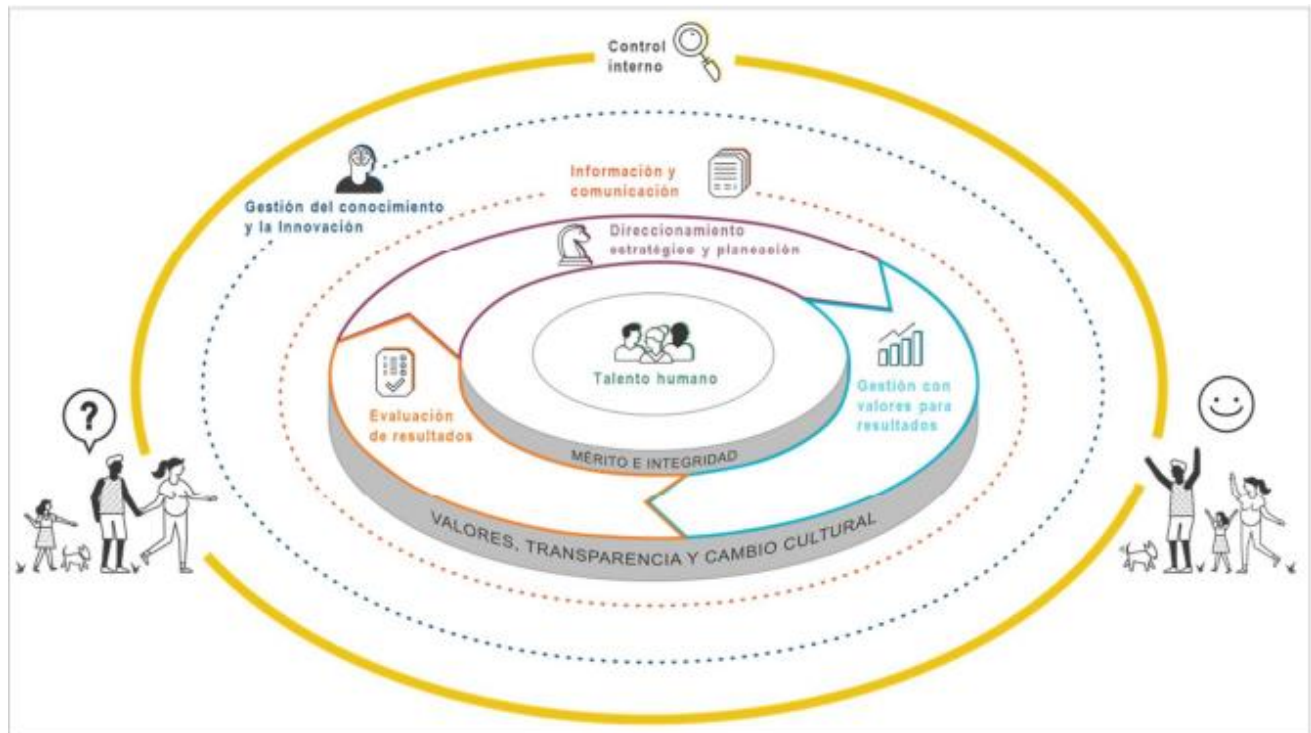 Control
interno
Información y
comunicación
Gestión del conocimiento
y la Innovación
Direccionamiento
estratégico y planeación
Talento humano
Gestión con
valores para
resultados
Evaluación
de resultados
?
MÉRITO E INTEGRIDAD
VALORES, TRANSPARENCIA Y CAMBIO CULTURAL